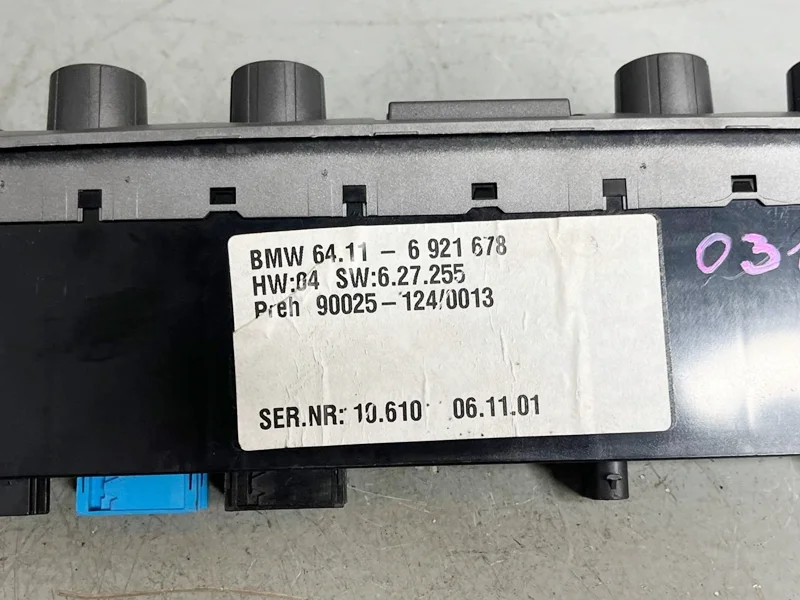 BMW 64.11 - 6 921 678
HW:04 SW:6.27.255
Preh 90025-124/0013
SER.NR: 10.610 06.11.01
031